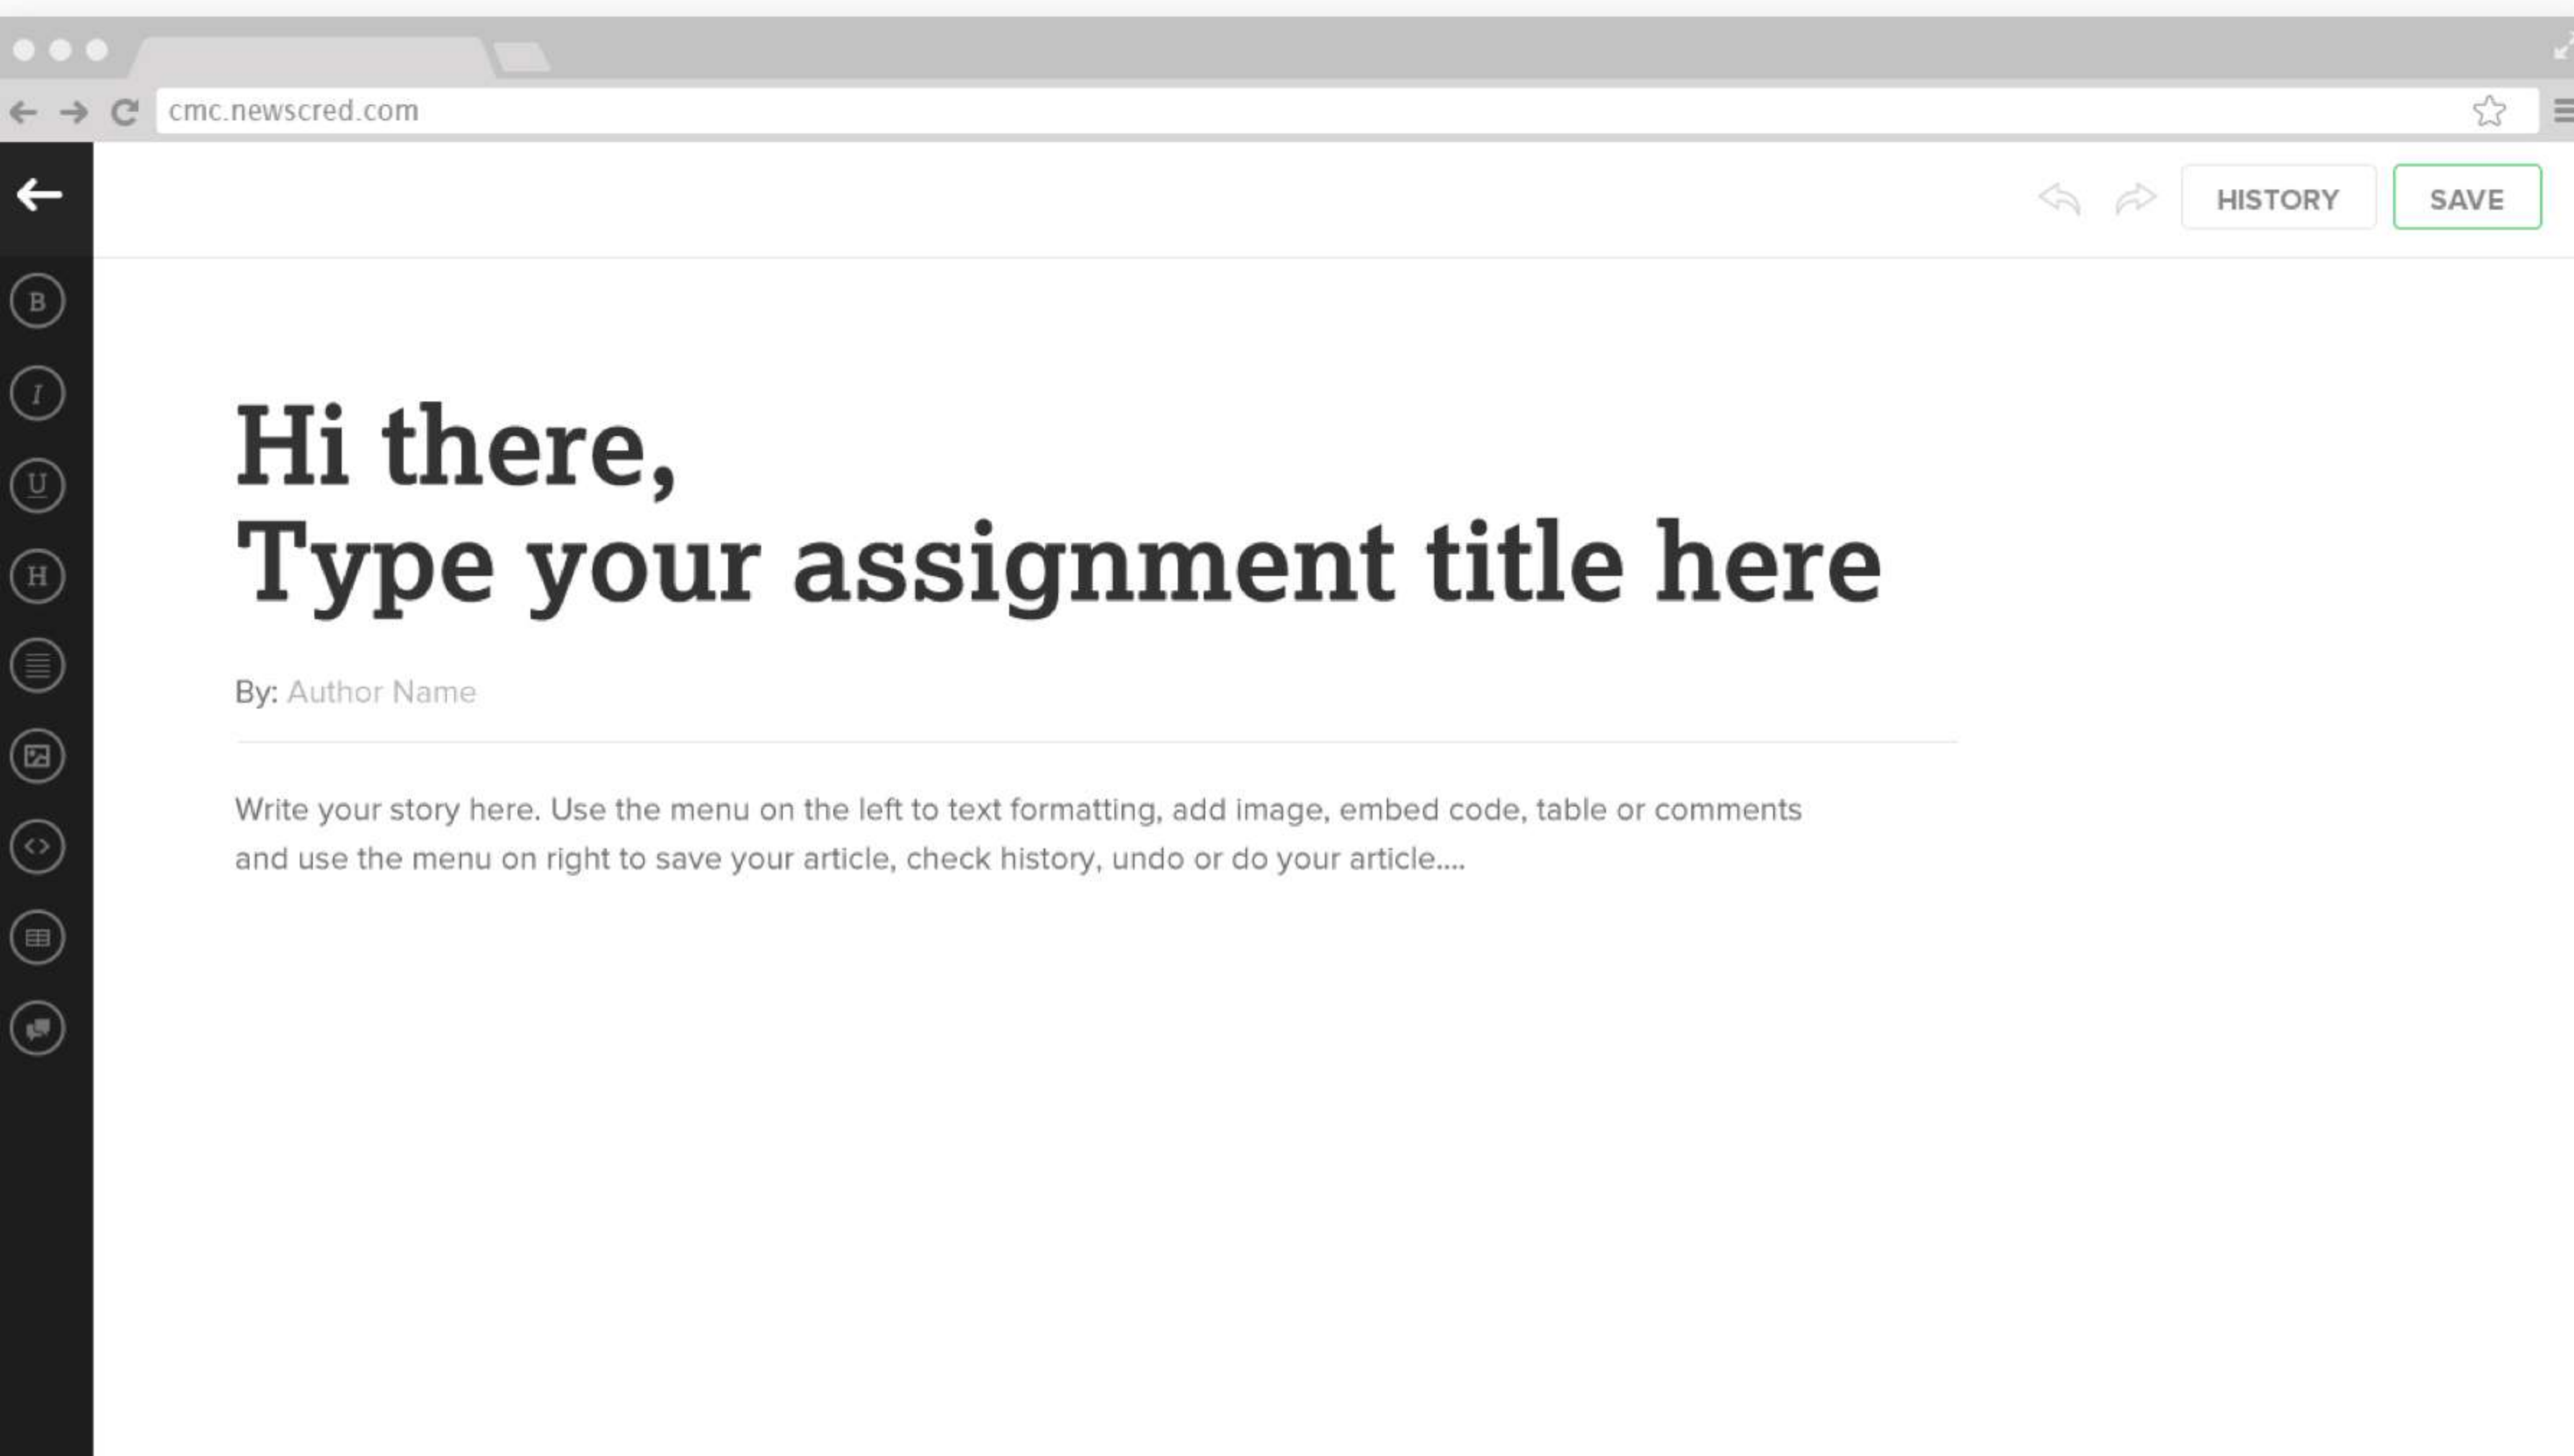 cmc.newscred.com
HISTORY
SAVE
B
I
U
H
Hi there,
Type your assignment title here
By: Author Name
Write your story here. Use the menu on the left to text formatting, add image, embed code, table or comments
and use the menu on right to save your article, check history, undo or do your article....